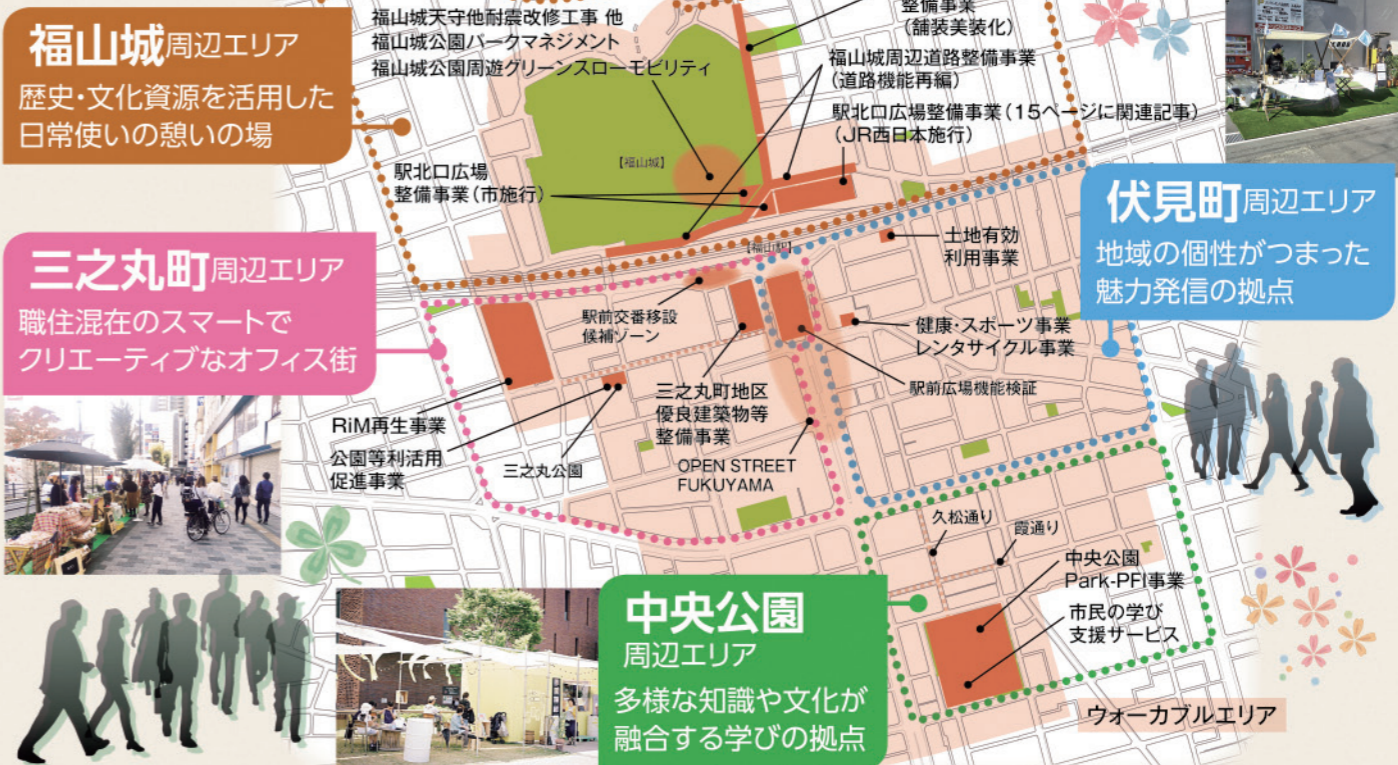 福山城周辺エリア
歴史・文化資源を活用した
日常使いの憩いの場
福山城天守他耐震改修工事 他
福山城公園パークマネジメント
福山城公園周遊グリーンスローモビリティ
整備事業
(舗装美装化)
福山城周辺道路整備事業
(道路機能再編)
駅北口広場整備事業(15ページに関連記事)
(JR西日本施行)
【福山城】
駅北口広場
整備事業(市施行)
伏見町周辺エリア
地域の個性がつまった
魅力発信の拠点
三之丸町周辺エリア
職住混在のスマートで
クリエーティブなオフィス街
【福山駅】
土地有効
利用事業
駅前交番移設
候補ゾーン
健康・スポーツ事業
レンタサイクル事業
三之丸町地区
優良建築物等
整備事業
駅前広場機能検証
RiM再生事業
公園等利活用
促進事業
三之丸公園
OPEN STREET
FUKUYAMA
久松通り
霞通り
中央公園
Park-PFI事業
市民の学び
支援サービス
中央公園
周辺エリア
多様な知識や文化が
融合する学びの拠点
ウォーカブルエリア